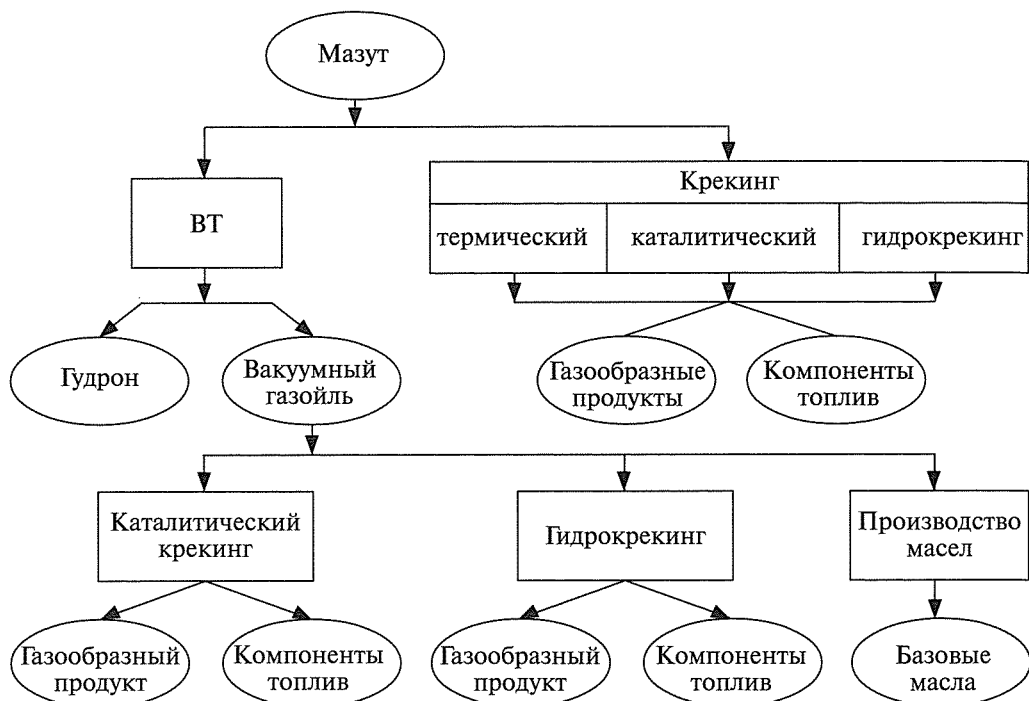 Мазут
ВТ
Крекинг
термический
каталитический
гидрокрекинг
Гудрон
Вакуумный
газойль
Газообразные
продукты
Компоненты
топлив
Каталитический
крекинг
Гидрокрекинг
Производство
масел
Газообразный
продукт
Компоненты
топлив
Газообразный
продукт
Компоненты
топлив
Базовые
масла